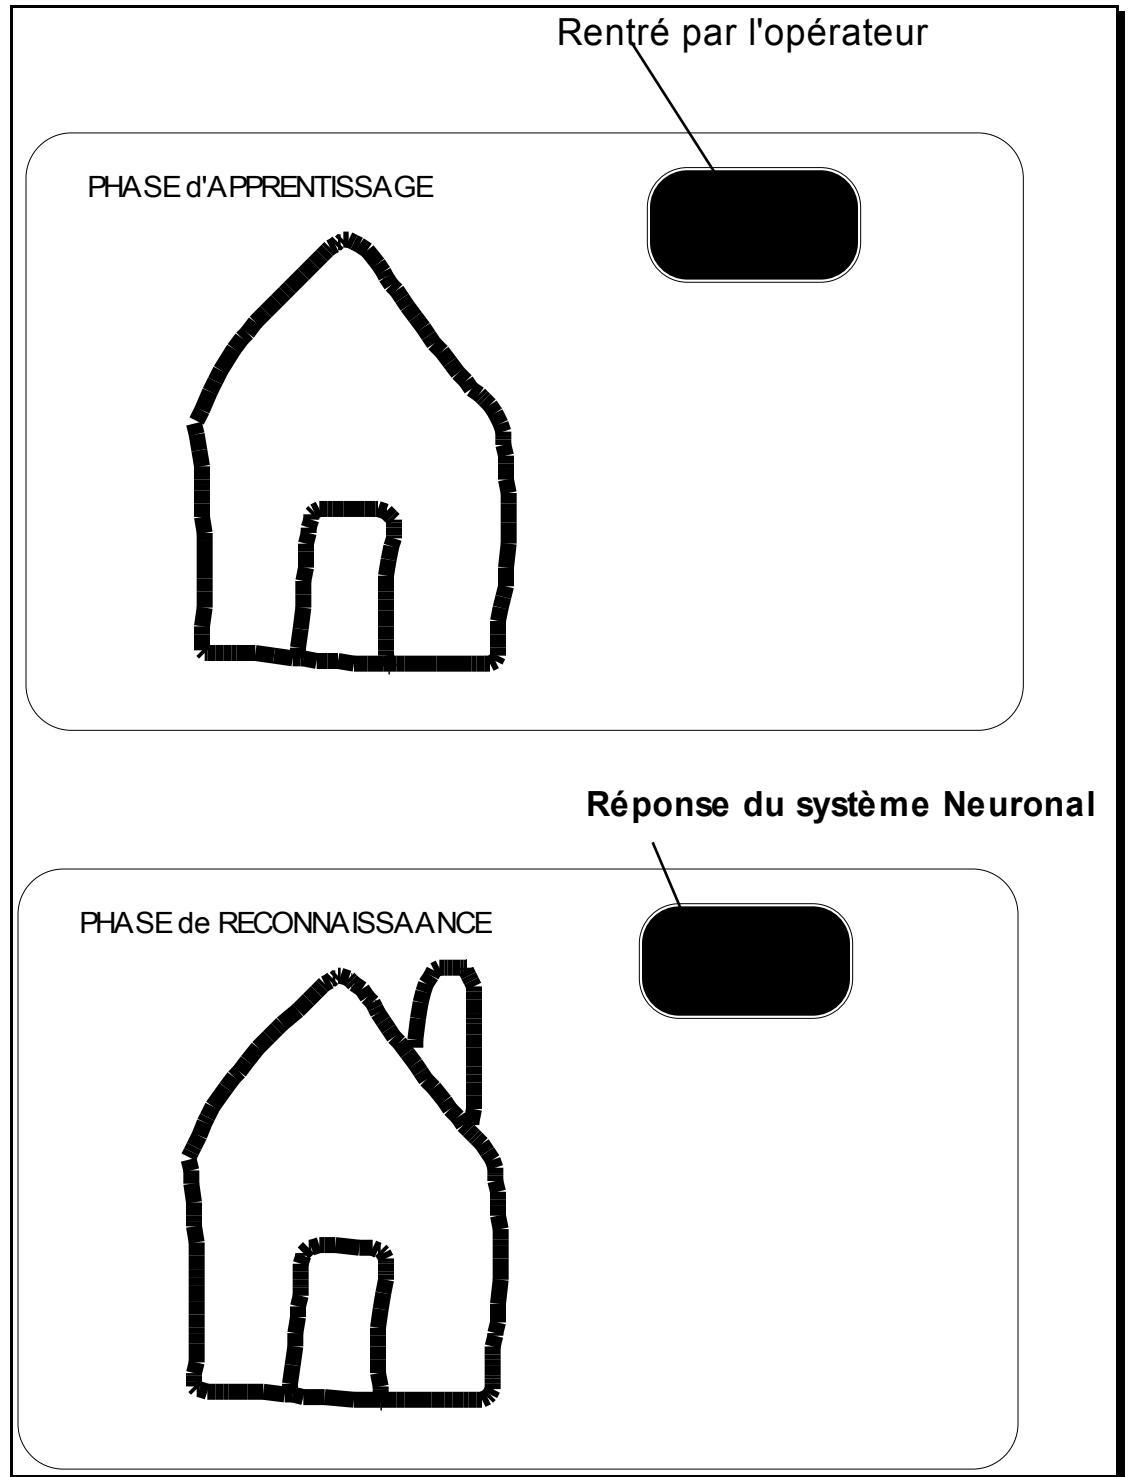 Rentré par l'opérateur
PHASE d'APPRENTISSAGE
Réponse du système Neuronal
PHASE de RECONNAISSAANCE